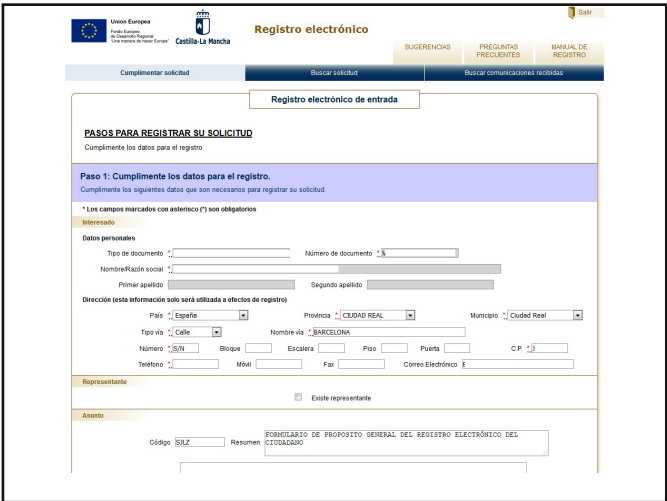 Salir
Union Europea
Fondo Europeo
de Desarrollo Regional
"Una manera de hacer Europa"
Castilla-La Mancha
Registro electrónico
SUGERENCIAS
PREGUNTAS FRECUENTES
MANUAL DE REGISTRO
Cumplimentar solicitud
Buscar solicitud
Buscar comunicaciones recibidas
Registro electrónico de entrada
PASOS PARA REGISTRAR SU SOLICITUD
Cumplimente los datos para el registro.
Paso 1: Cumplimente los datos para el registro.
Cumplimente los siguientes datos que son necesarios para registrar su solicitud.
* Los campos marcados con asterisco (*) son obligatorios
Interesado
Datos personales
Tipo de documento * Número de documento *
Nombre/Razón social *
Primer apellido Segundo apellido
Dirección (esta información solo será utilizada a efectos de registro)
País * España Provincia * CIUDAD REAL Municipio * Ciudad Real
Tipo vía * Calle Nombre vía * BARCELONA
Número * S/N Bloque Escalera Piso Puerta C.P. *
Teléfono * Móvil Fax Correo Electrónico
Representante
Existe representante
Asunto
Código SJLZ Resumen FORMULARIO DE PROPOSITO GENERAL DEL REGISTRO ELECTRÓNICO DEL
CIUDADANO